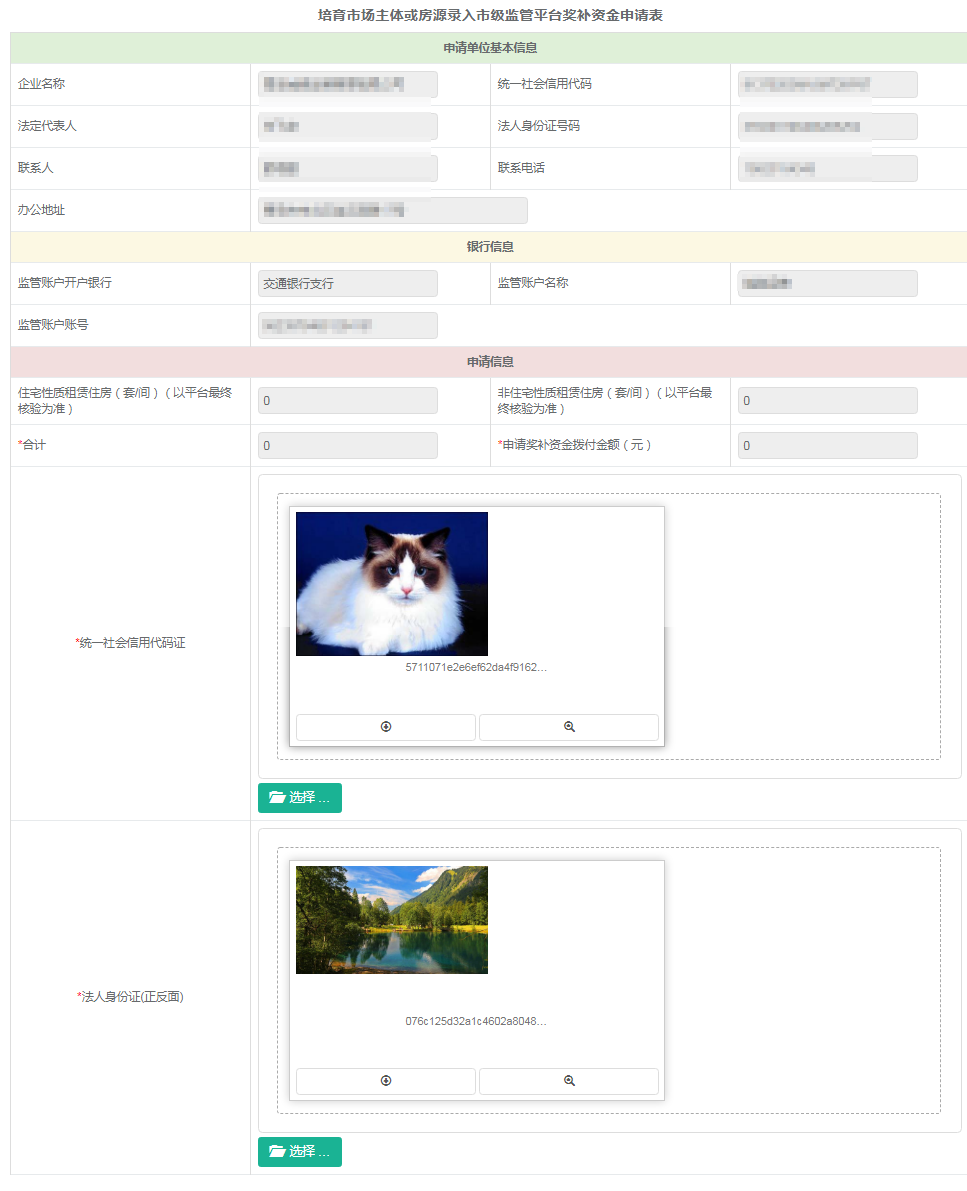 培育市场主体或房源录入市级监管平台奖补资金申请表
申请单位基本信息
企业名称
统一社会信用代码
法定代表人
法人身份证号码
联系人
联系电话
办公地址
银行信息
监管账户开户银行
交通银行支行
监管账户名称
监管账户账号
申请信息
住宅性质租赁住房（套/间）（以平台最终
核验为准）
0
非住宅性质租赁住房（套/间）（以平台最
终核验为准）
0
*合计
0
*申请奖补资金拨付金额（元）
0
*统一社会信用代码证
5711071e2e6ef62da4f9162...
选择 ...
*法人身份证(正反面)
076c125d32a1c4602a8048...
选择 ...